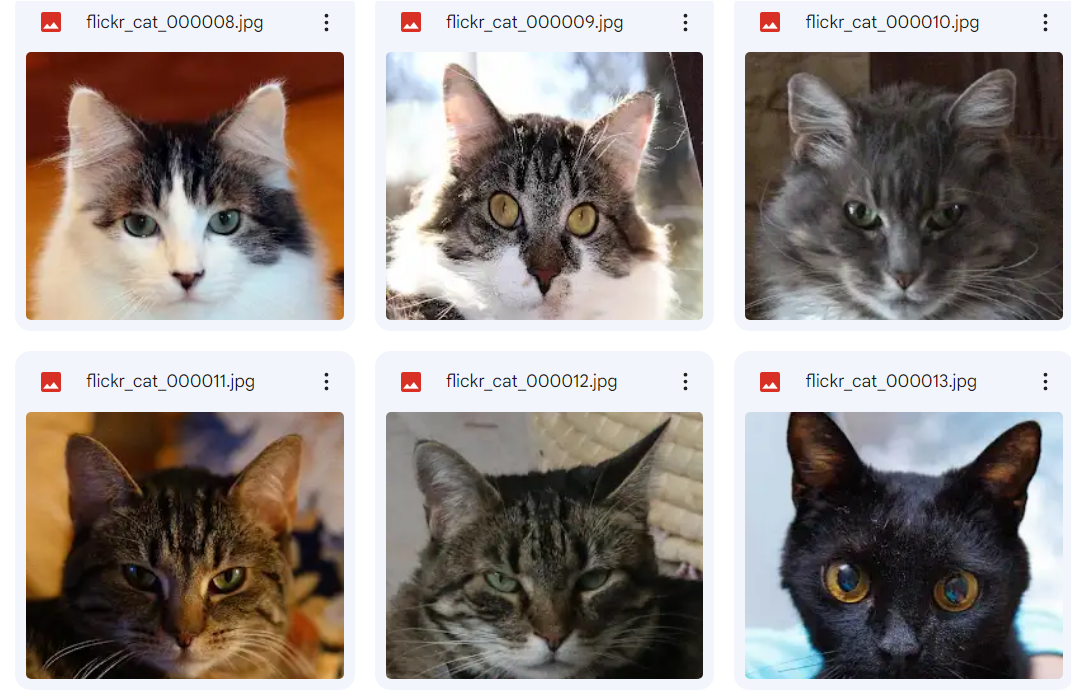 flickr_cat_000008.jpg
flickr_cat_000009.jpg
flickr_cat_000010.jpg
flickr_cat_000011.jpg
flickr_cat_000012.jpg
flickr_cat_000013.jpg